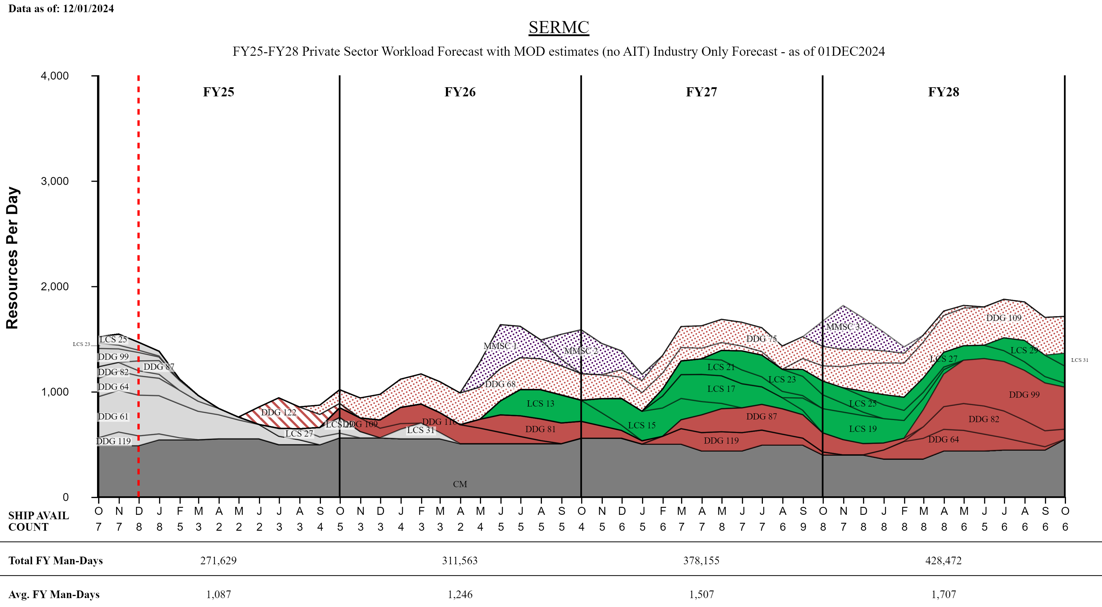 Data as of: 12/01/2024
SERMC
FY25-FY28 Private Sector Workload Forecast with MOD estimates (no AIT) Industry Only Forecast - as of 01DEC2024
Resources Per Day
4,000
3,000
2,000
1,000
0
FY25 FY26 FY27 FY28
LCS 25
LCS 23
DDG 99
DDG 87
DDG 82
DDG 64
DDG 61
DDG 119
DDG 122
LCS 27
DDG 109
LCS 31
MMSC 1
MMSC 2
DDG 68
LCS 13
DDG 81
CM
LCS 15
DDG 75
LCS 21
LCS 23
LCS 17
DDG 87
DDG 119
MMSC 3
LCS 25
LCS 19
LCS 27
DDG 109
LCS 29
LCS 31
DDG 99
DDG 82
DDG 64
O N D J F M A M J J A S O N D J F M A M J J A S O N D J F M A M J J A S O N D J F M A M J J A S O
SHIP AVAIL
COUNT
7 7 8 8 5 3 2 2 2 3 3 4 5 3 3 4 3 3 2 4 5 5 5 5 4 5 6 5 5 6 7 7 7 7 7 8 9 8 7 8 8 8 7 8 6 5 6 6 6
Total FY Man-Days 271,629 311,563 378,155 428,472
Avg. FY Man-Days 1,087 1,246 1,507 1,707